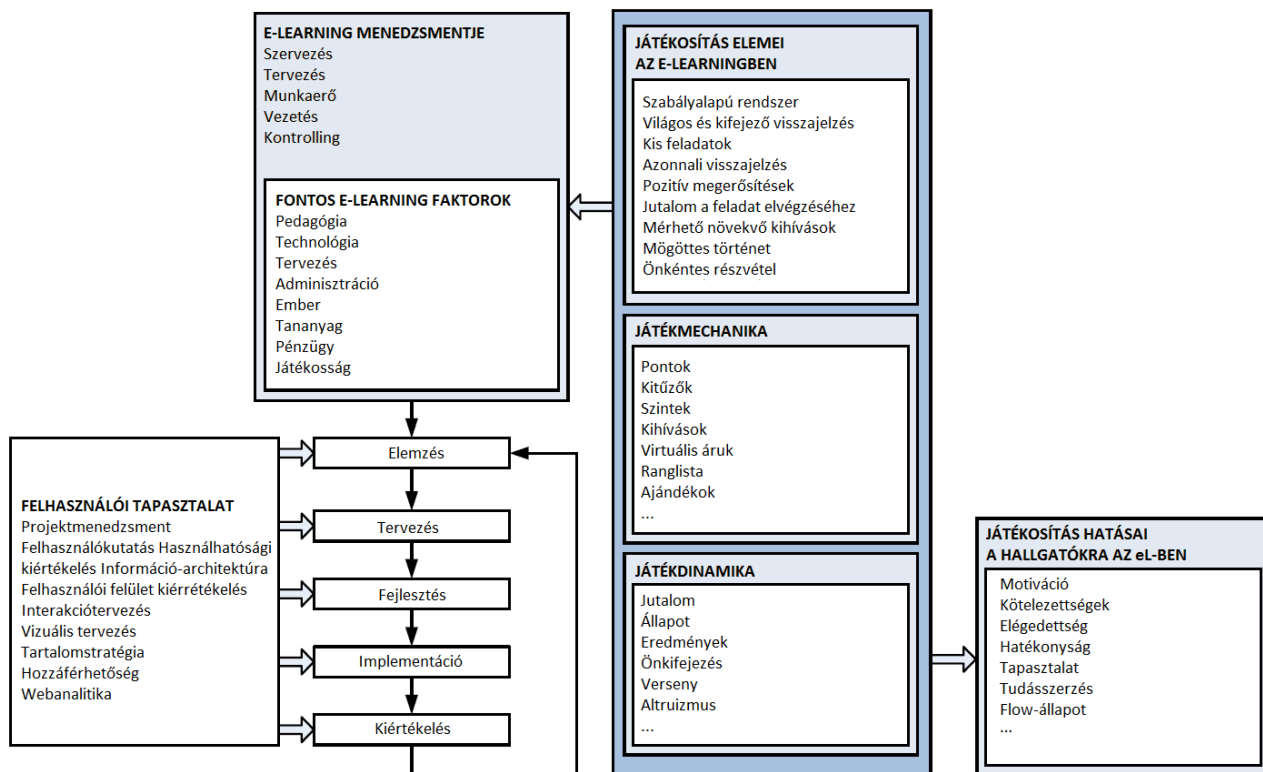 E-LEARNING MENEDZSMENTJE
Szervezés
Tervezés
Munkaerő
Vezetés
Kontrolling
FONTOS E-LEARNING FAKTOROK
Pedagógia
Technológia
Tervezés
Adminisztráció
Ember
Tananyag
Pénzügy
Játékosság
JÁTÉKOSÍTÁS ELEMEI
AZ E-LEARNINGBEN
Szabályalapú rendszer
Világos és kifejező visszajelzés
Kis feladatok
Azonnali visszajelzés
Pozitív megerősítések
Jutalom a feladat elvégzéséhez
Mérhető növekvő kihívások
Mögöttes történet
Önkéntes részvétel
JÁTÉKMECHANIKA
Pontok
Kitűzők
Szintek
Kihívások
Virtuális áruk
Ranglista
Ajándékok
...
JÁTÉKDINAMIKA
Jutalom
Állapot
Eredmények
Önkifejezés
Verseny
Altruizmus
...
FELHASZNÁLÓI TAPASZTALAT
Projektmenedzsment
Felhasználókutatás Használhatósági
kiértékelés Információ-architektúra
Felhasználói felület kiérrétékelés
Interakciótervezés
Vizuális tervezés
Tartalomstratégia
Hozzáférhetőség
Webanalitika
Elemzés
Tervezés
Fejlesztés
Implementáció
Kiértékelés
JÁTÉKOSÍTÁS HATÁSAI
A HALLGATÓKRA AZ eL-BEN
Motiváció
Kötelezettségek
Elégedettség
Hatékonyság
Tapasztalat
Tudásszerzés
Flow-állapot
...